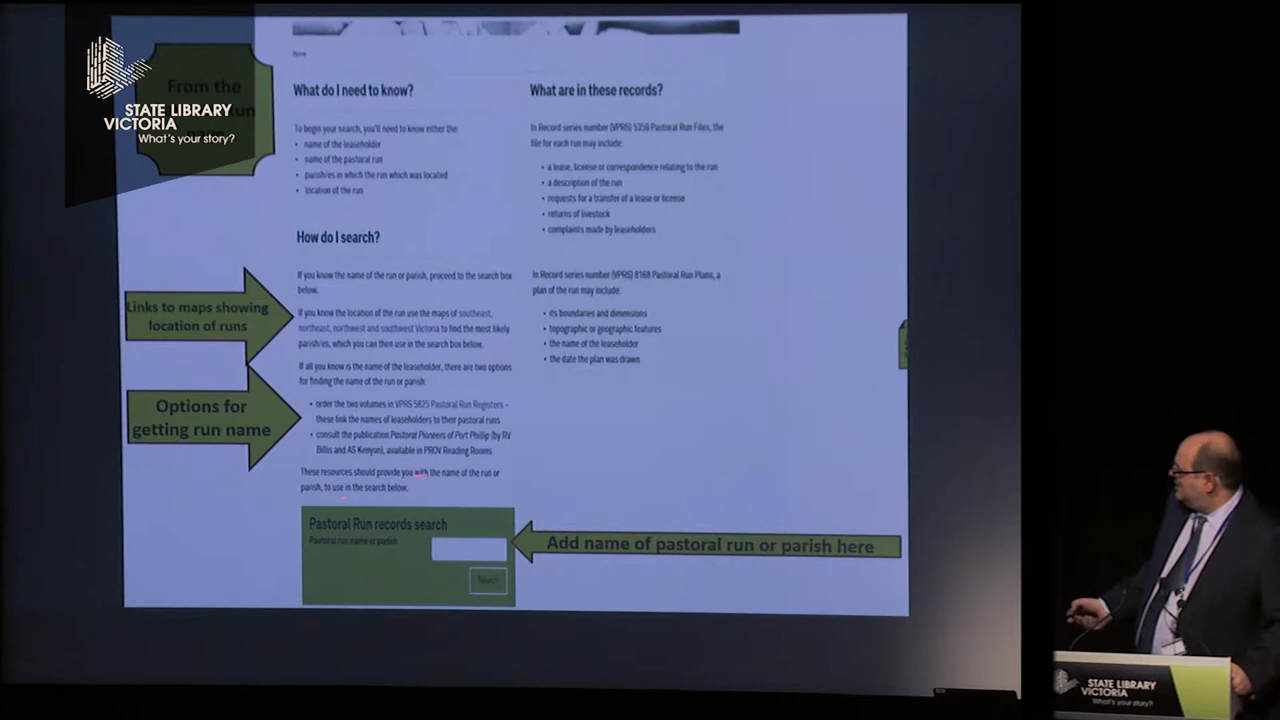 From the
Run
STATE LIBRARY
VICTORIA
What's your story?
Home
What do I need to know?
To begin your search, you'll need to know either the:
• name of the leaseholder
• name of the pastoral run
• parish/es in which the run which was located
• location of the run
How do I search?
If you know the name of the run or parish, proceed to the search box
below.
If you know the location of the run use the maps of southeast,
northeast, northwest and southwest Victoria to find the most likely
parish/es, which you can then use in the search box below.
If all you know is the name of the leaseholder, there are two options
for finding the name of the run or parish:
• order the two volumes in VPRS 5825 Pastoral Run Registers –
these link the names of leaseholders to their pastoral runs
• consult the publication Pastoral Pioneers of Port Phillip (by RV
Billis and AS Kenyon), available in PROV Reading Rooms
These resources should provide you with the name of the run or
parish, to use in the search below.
Pastoral Run records search
Pastoral run name or parish
Search
What are in these records?
In Record series number (VPRS) 5359 Pastoral Run Files, the
file for each run may include:
• a lease, license or correspondence relating to the run
• a description of the run
• requests for a transfer of a lease or license
• returns of livestock
• complaints made by leaseholders
In Record series number (VPRS) 8168 Pastoral Run Plans, a
plan of the run may include:
• its boundaries and dimensions
• topographic or geographic features
• the name of the leaseholder
• the date the plan was drawn
Links to maps showing
location of runs
Options for
getting run name
Add name of pastoral run or parish here
STATE LIBRARY
VICTORIA
What's your story?